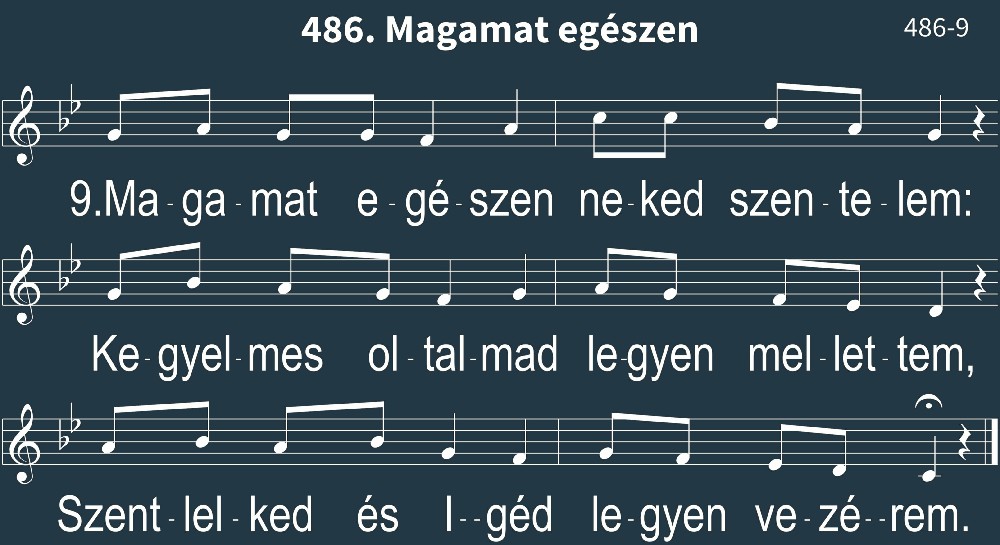 486. Magamat egészen
486-9
9.Ma-ga-mat e-gé-szen ne-ked szen-te-lem:
Ke-gyel-mes ol-tal-mad le-gyen mel-let-tem,
Szent-lel-ked és I--géd le-gyen ve-zé--rem.